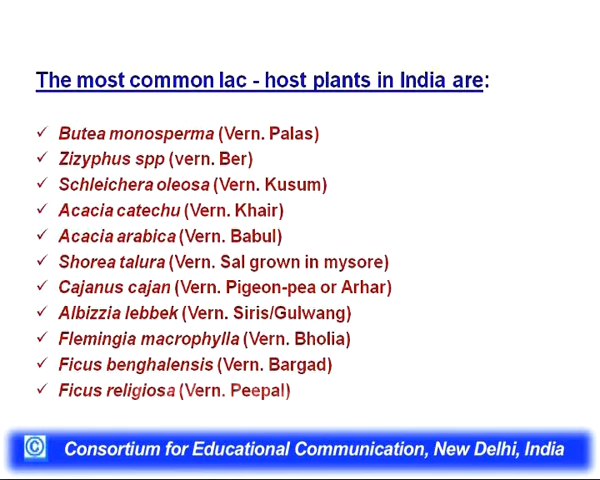 The most common lac - host plants in India are:
✓ Butea monosperma (Vern. Palas)
✓ Zizyphus spp (vern. Ber)
✓ Schleichera oleosa (Vern. Kusum)
✓ Acacia catechu (Vern. Khair)
✓ Acacia arabica (Vern. Babul)
✓ Shorea talura (Vern. Sal grown in mysore)
✓ Cajanus cajan (Vern. Pigeon-pea or Arhar)
✓ Albizzia lebbek (Vern. Siris/Gulwang)
✓ Flemingia macrophylla (Vern. Bholia)
✓ Ficus benghalensis (Vern. Bargad)
✓ Ficus religiosa (Vern. Peepal)
© Consortium for Educational Communication, New Delhi, India